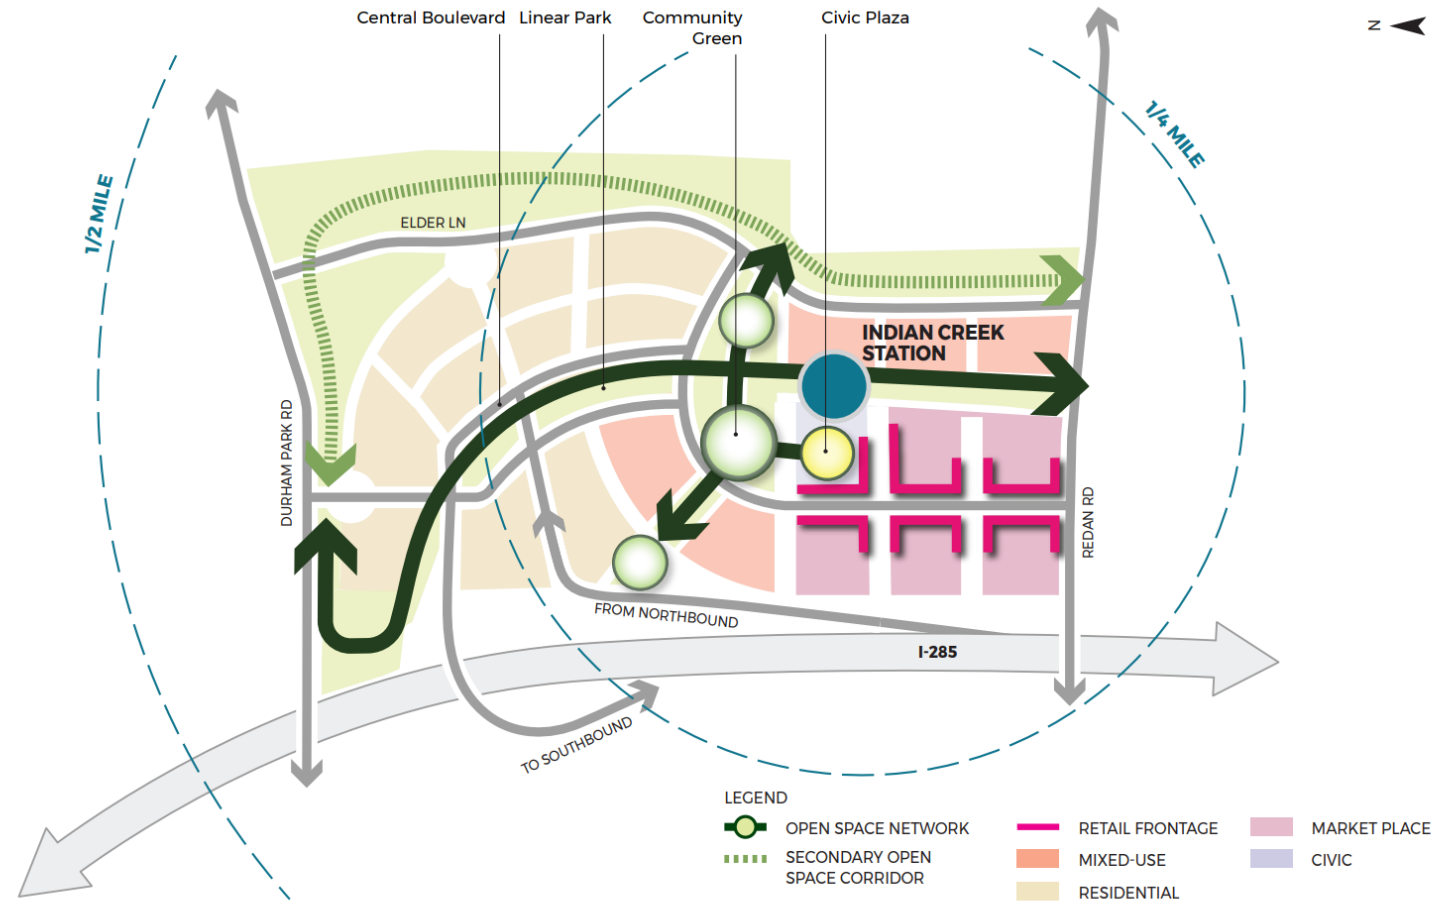 Central Boulevard
Linear Park
Community
Green
Civic Plaza
N
1/4 MILE
1/2 MILE
ELDER LN
INDIAN CREEK
STATION
DURHAM PARK RD
REDAN RD
FROM NORTHBOUND
I-285
TO SOUTHBOUND
LEGEND
OPEN SPACE NETWORK
SECONDARY OPEN
SPACE CORRIDOR
RETAIL FRONTAGE
MIXED-USE
RESIDENTIAL
MARKET PLACE
CIVIC